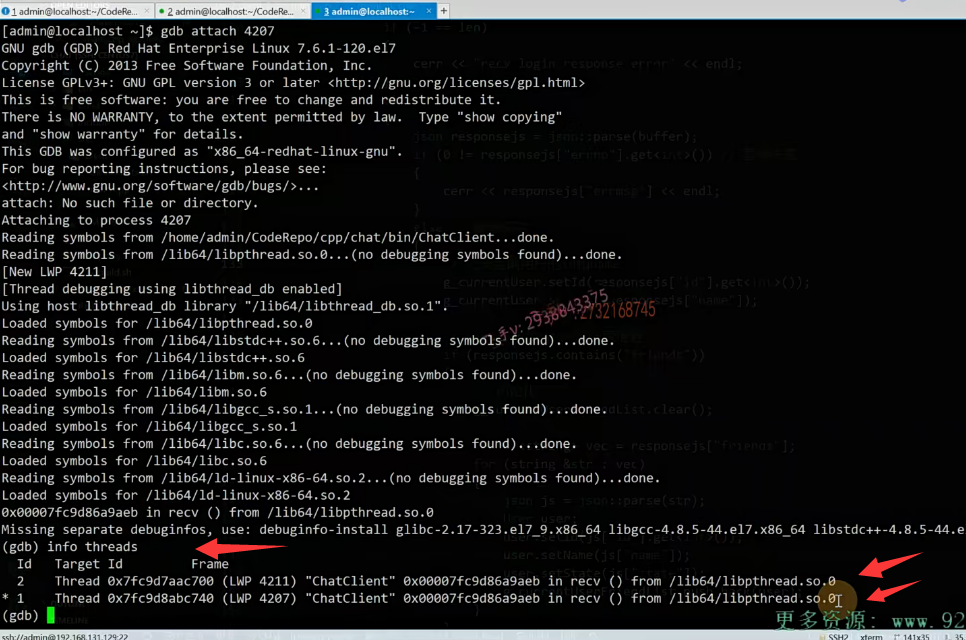 1 admin@localhost:~/CodeRe...
2 admin@localhost:~/CodeRe...
3 admin@localhost:~
[admin@localhost ~]$ gdb attach 4207
GNU gdb (GDB) Red Hat Enterprise Linux 7.6.1-120.el7
Copyright (C) 2013 Free Software Foundation, Inc.
License GPLv3+: GNU GPL version 3 or later <http://gnu.org/licenses/gpl.html>
This is free software: you are free to change and redistribute it.
There is NO WARRANTY, to the extent permitted by law.  Type "show copying"
and "show warranty" for details.
This GDB was configured as "x86_64-redhat-linux-gnu".
For bug reporting instructions, please see:
<http://www.gnu.org/software/gdb/bugs/>...
attach: No such file or directory.
Attaching to process 4207
Reading symbols from /home/admin/CodeRepo/cpp/chat/bin/ChatClient...done.
Reading symbols from /lib64/libpthread.so.0...(no debugging symbols found)...done.
[New LWP 4211]
[Thread debugging using libthread_db enabled]
Using host libthread_db library "/lib64/libthread_db.so.1".
Loaded symbols for /lib64/libpthread.so.0
Reading symbols from /lib64/libstdc++.so.6...(no debugging symbols found)...done.
Loaded symbols for /lib64/libstdc++.so.6
Reading symbols from /lib64/libm.so.6...(no debugging symbols found)...done.
Loaded symbols for /lib64/libm.so.6
Reading symbols from /lib64/libgcc_s.so.1...(no debugging symbols found)...done.
Loaded symbols for /lib64/libgcc_s.so.1
Reading symbols from /lib64/libc.so.6...(no debugging symbols found)...done.
Loaded symbols for /lib64/libc.so.6
Reading symbols from /lib64/ld-linux-x86-64.so.2...(no debugging symbols found)...done.
Loaded symbols for /lib64/ld-linux-x86-64.so.2
0x00007fc9d86a9aeb in recv () from /lib64/libpthread.so.0
Missing separate debuginfos, use: debuginfo-install glibc-2.17-323.el7_9.x86_64 libgcc-4.8.5-44.el7.x86_64 libstdc++-4.8.5-44.e
(gdb) info threads
Id   Target Id         Frame
2    Thread 0x7fc9d7aac700 (LWP 4211) "ChatClient" 0x00007fc9d86a9aeb in recv () from /lib64/libpthread.so.0
* 1    Thread 0x7fc9d8abc740 (LWP 4207) "ChatClient" 0x00007fc9d86a9aeb in recv () from /lib64/libpthread.so.0
(gdb)
更多资源: www.92
ssh://admin@192.168.131.129:22
SSH2
xterm
141x35